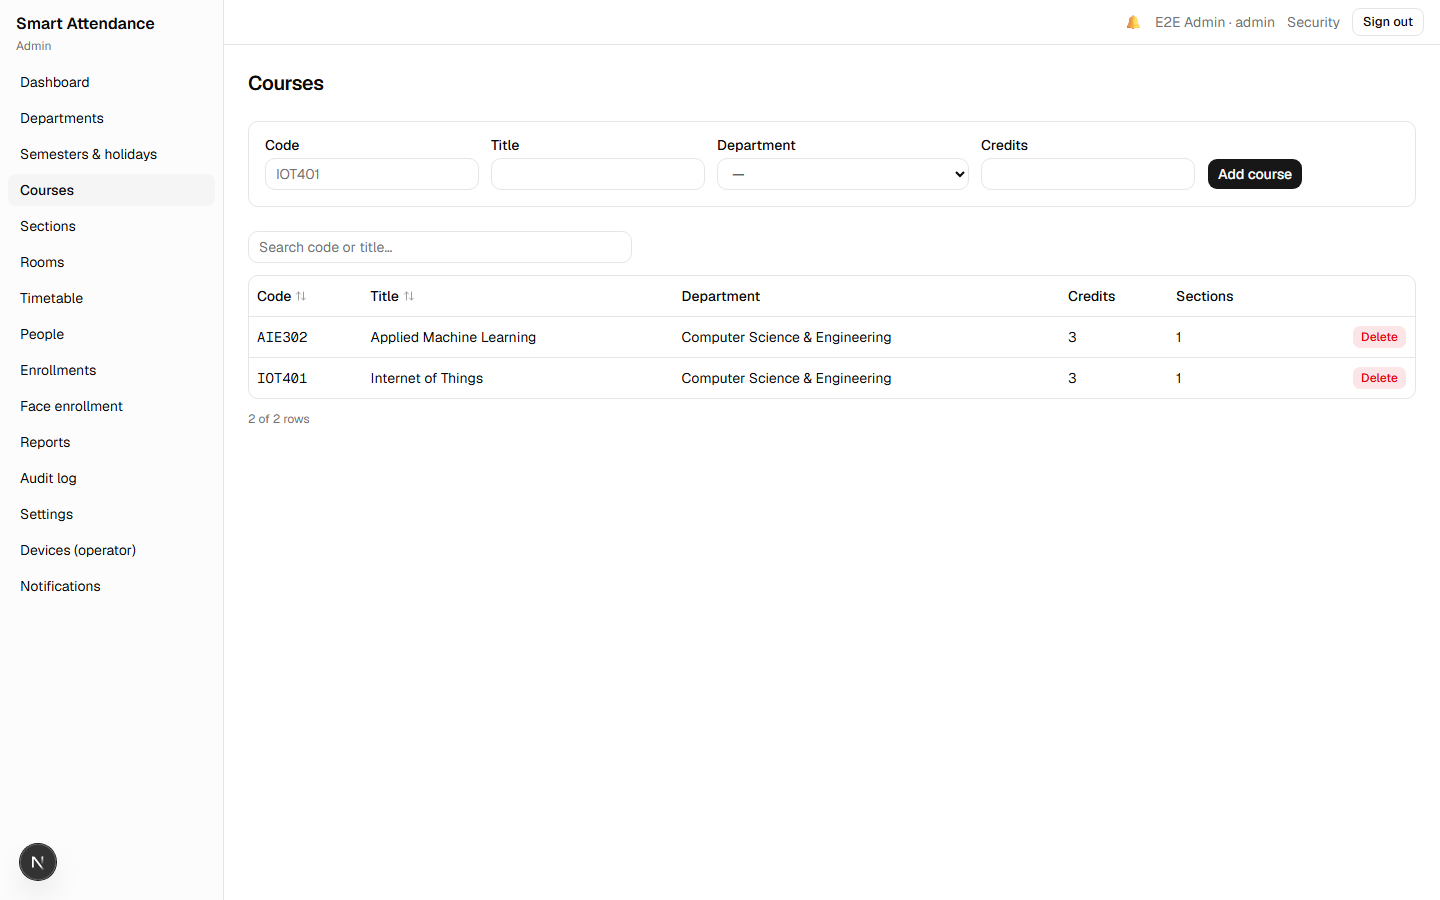 Smart Attendance
Admin
Dashboard
Departments
Semesters & holidays
Courses
Sections
Rooms
Timetable
People
Enrollments
Face enrollment
Reports
Audit log
Settings
Devices (operator)
Notifications
N
E2E Admin · admin Security Sign out
Courses
Code Title Department Credits
IOT401 — Add course
Search code or title...
Code Title Department Credits Sections
AIE302 Applied Machine Learning Computer Science & Engineering 3 1 Delete
IOT401 Internet of Things Computer Science & Engineering 3 1 Delete
2 of 2 rows